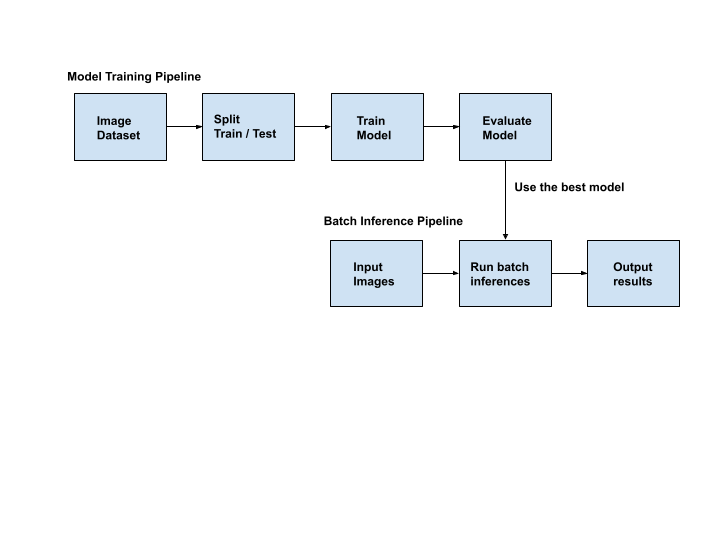 Model Training Pipeline
Image
Dataset
Split
Train / Test
Train
Model
Evaluate
Model
Use the best model
Batch Inference Pipeline
Input
Images
Run batch
inferences
Output
results